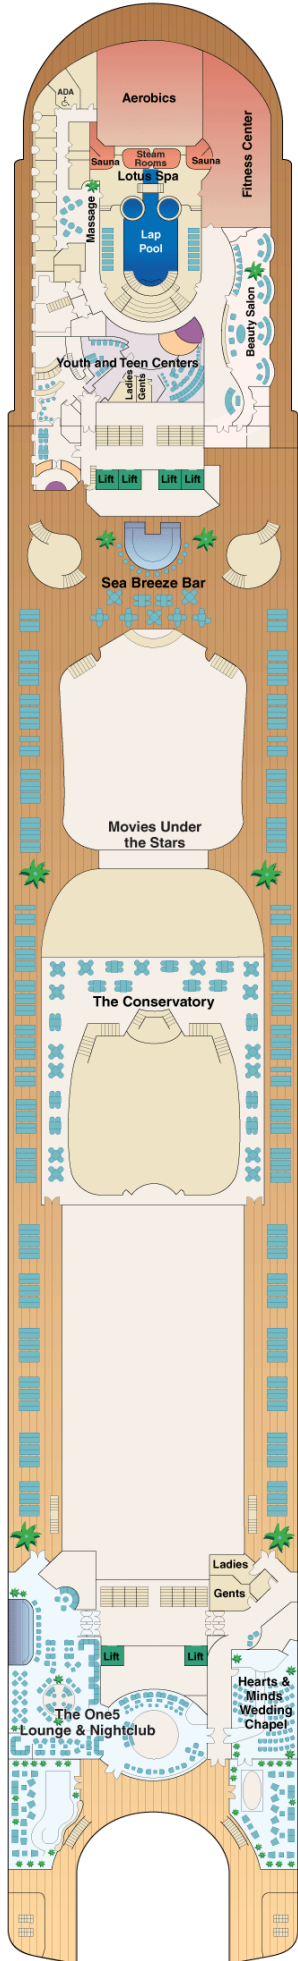 ADA
Aerobics
Fitness Center
Sauna
Steam
Rooms
Sauna
Lotus Spa
Massage
Lap
Pool
Beauty Salon
Youth and Teen Centers
Ladies
Gents
Lift
Lift
Lift
Lift
Sea Breeze Bar
Movies Under
the Stars
The Conservatory
Ladies
Gents
Lift
Lift
Hearts &
Minds
Wedding
Chapel
The One5
Lounge & Nightclub